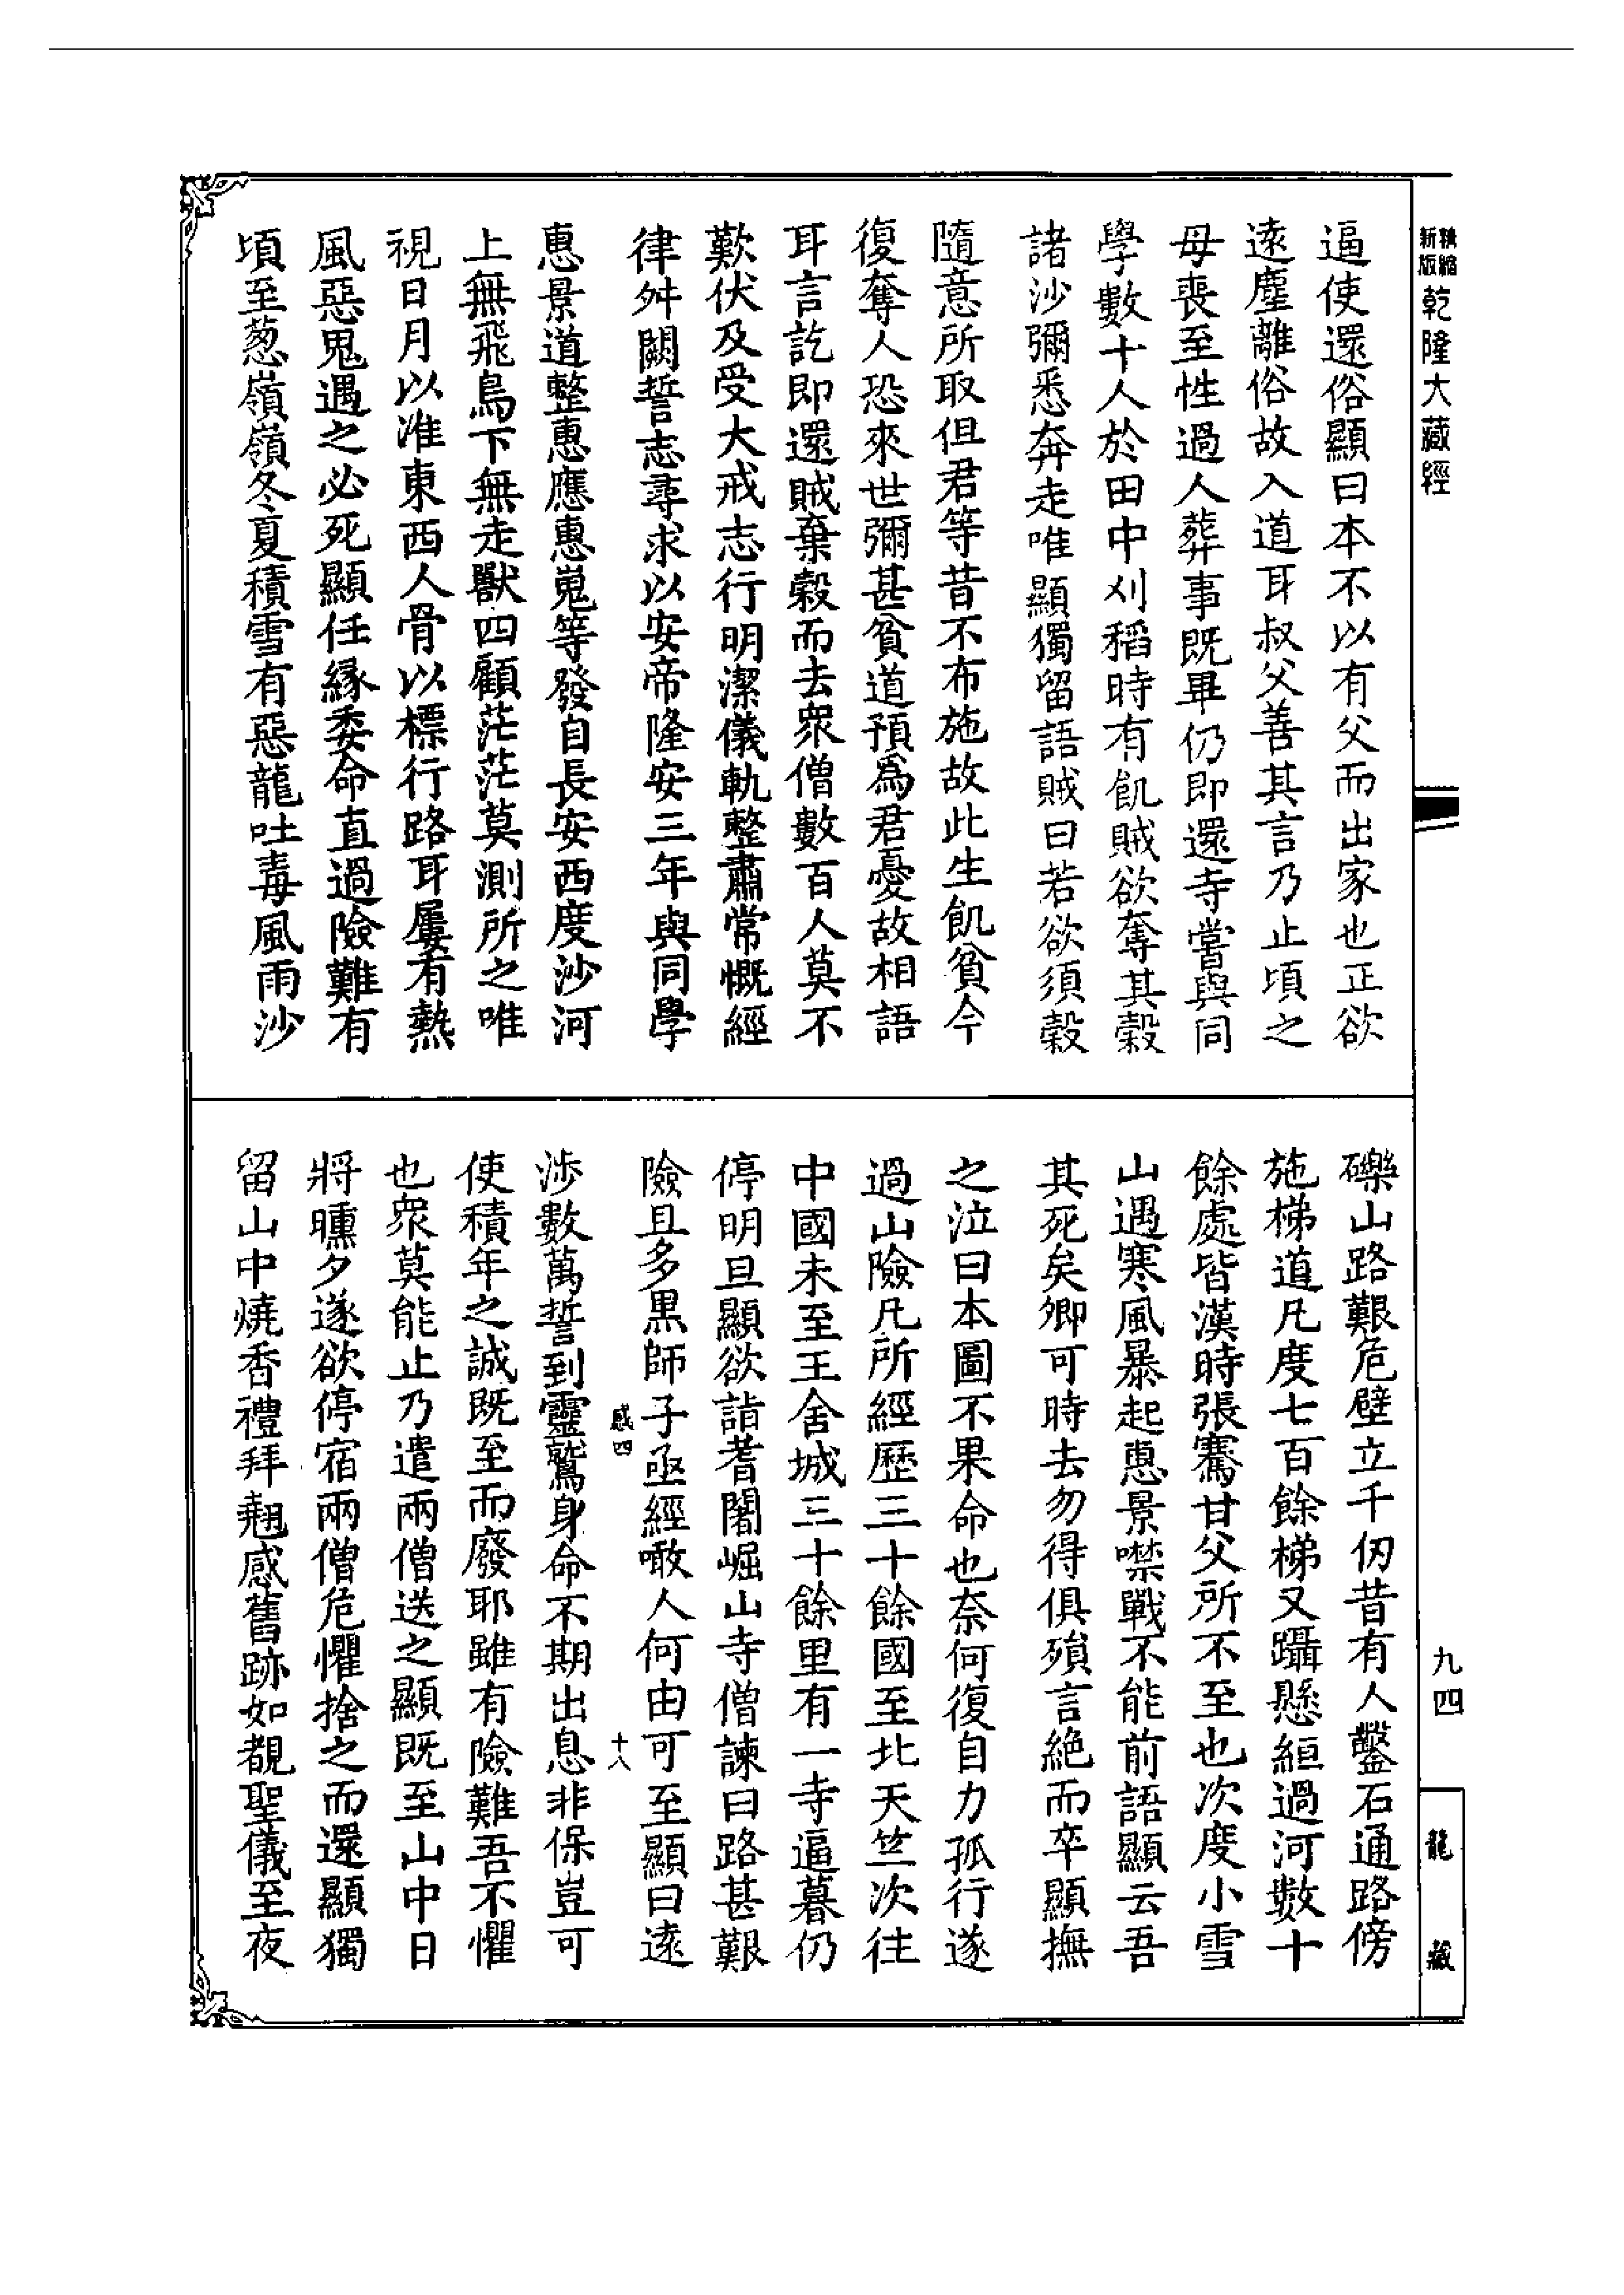 精縮
新版
乾隆大藏經
逼使還俗顯曰本不以有父而出家也正欲
遠塵離俗故入道耳叔父善其言乃止頃之
母喪至性過人葬事既畢仍即還寺嘗與同
學數十人於田中刈稻時有飢賊欲奪其穀
諸沙彌悉奔走唯顯獨留語賊曰若欲須穀
隨意所取但君等昔不布施故此生飢貧今
復奪人恐來世彌甚貧道預為君憂故相語
耳言訖即還賊棄穀而去眾僧數百人莫不
歎伏及受大戒志行明潔儀軌整肅常慨經
律舛闕誓志尋求以安帝隆安三年與同學
惠景道整惠應惠嵬等發自長安西度沙河
上無飛鳥下無走獸四顧茫茫莫測所之唯
視日月以准東西人骨以標行路耳屢有熱
風惡鬼遇之必死顯任緣委命直過險難有
頃至葱嶺嶺冬夏積雪有惡龍吐毒風雨沙
礫山路艱危壁立千仞昔有人鑿石通路傍
施梯道凡度七百餘梯又躡懸絙過河數十
餘處皆漢時張騫甘父所不至也次度小雪
山遇寒風暴起惠景噤戰不能前語顯云吾
其死矣卿可時去勿得俱殞言絕而卒顯撫
之泣曰本圖不果命也奈何復自力孤行遂
過山險凡所經歷三十餘國至北天竺次往
中國未至王舍城三十餘里有一寺逼暮仍
停明旦顯欲詣耆闍崛山寺僧諫曰路甚艱
險且多黑師子亟經噉人何由可至顯曰遠
感四
十八
涉數萬誓到靈鷲身命不期出息非保豈可
使積年之誠既至而廢耶雖有險難吾不懼
也眾莫能止乃遣兩僧送之顯既至山中日
將曛夕遂欲停宿兩僧危懼捨之而還顯獨
留山中燒香禮拜翹感舊跡如覩聖儀至夜
九四
龍藏